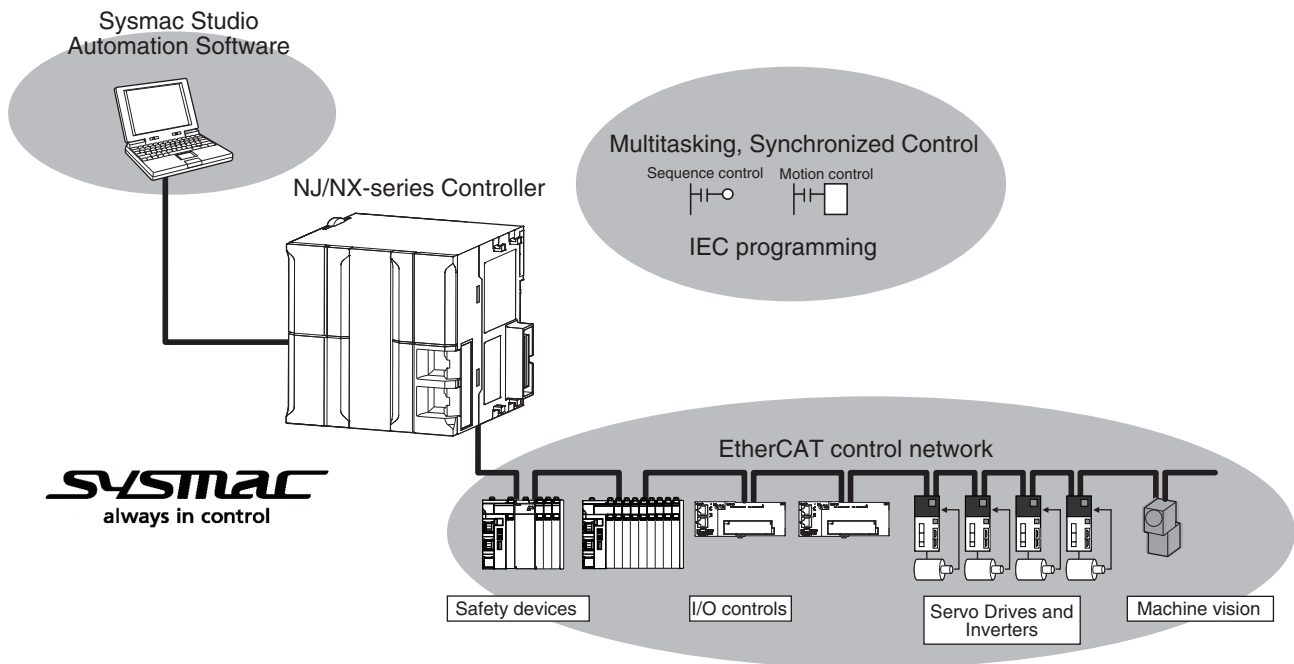 Sysmac Studio
Automation Software
NJ/NX-series Controller
Multitasking, Synchronized Control
Sequence control
Motion control
IEC programming
EtherCAT control network
sysmac
always in control
Safety devices
I/O controls
Servo Drives and
Inverters
Machine vision